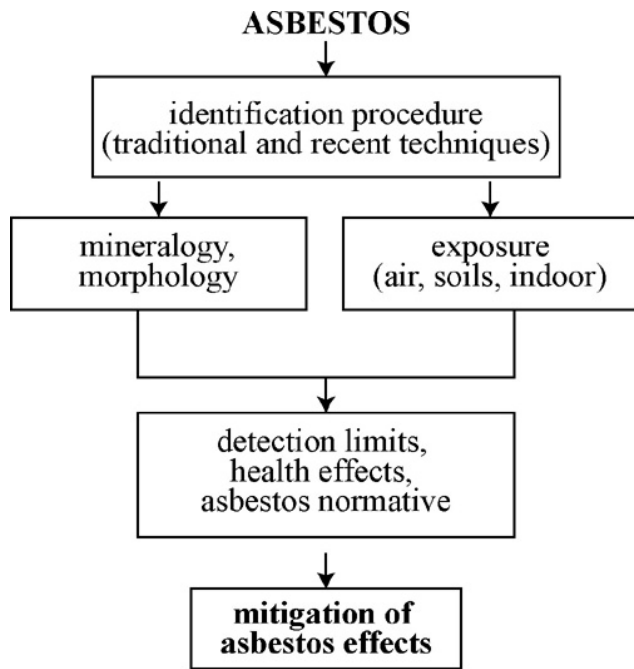 ASBESTOS
identification procedure
(traditional and recent techniques)
mineralogy,
morphology
exposure
(air, soils, indoor)
detection limits,
health effects,
asbestos normative
mitigation of
asbestos effects